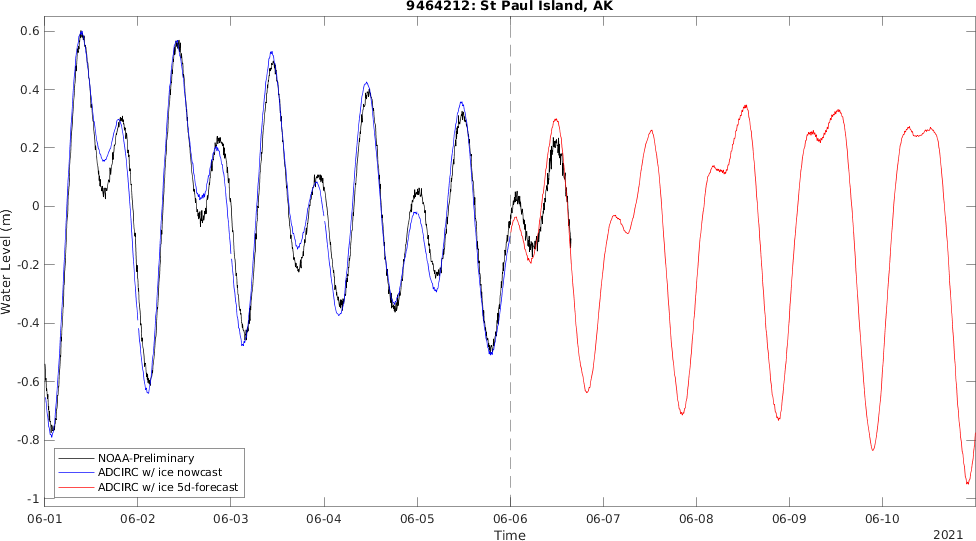 9464212: St Paul Island, AK
0.6
0.4
0.2
0
-0.2
-0.4
-0.6
-0.8
-1
Water Level (m)
NOAA-Preliminary
ADCIRC w/ ice nowcast
ADCIRC w/ ice 5d-forecast
06-01 06-02 06-03 06-04 06-05 06-06 06-07 06-08 06-09 06-10
Time
2021